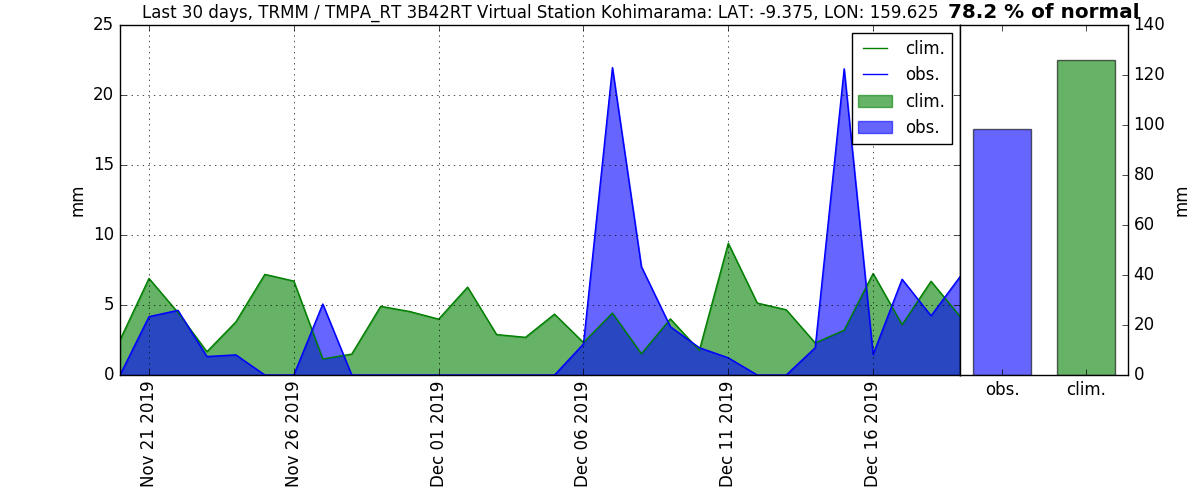 Last 30 days, TRMM / TMPA_RT 3B42RT Virtual Station Kohimarama: LAT: -9.375, LON: 159.625
78.2 % of normal
25
20
15
10
5
0
mm
clim.
obs.
clim.
obs.
140
120
100
80
60
40
20
0
mm
obs.
clim.
Nov 21 2019
Nov 26 2019
Dec 01 2019
Dec 06 2019
Dec 11 2019
Dec 16 2019